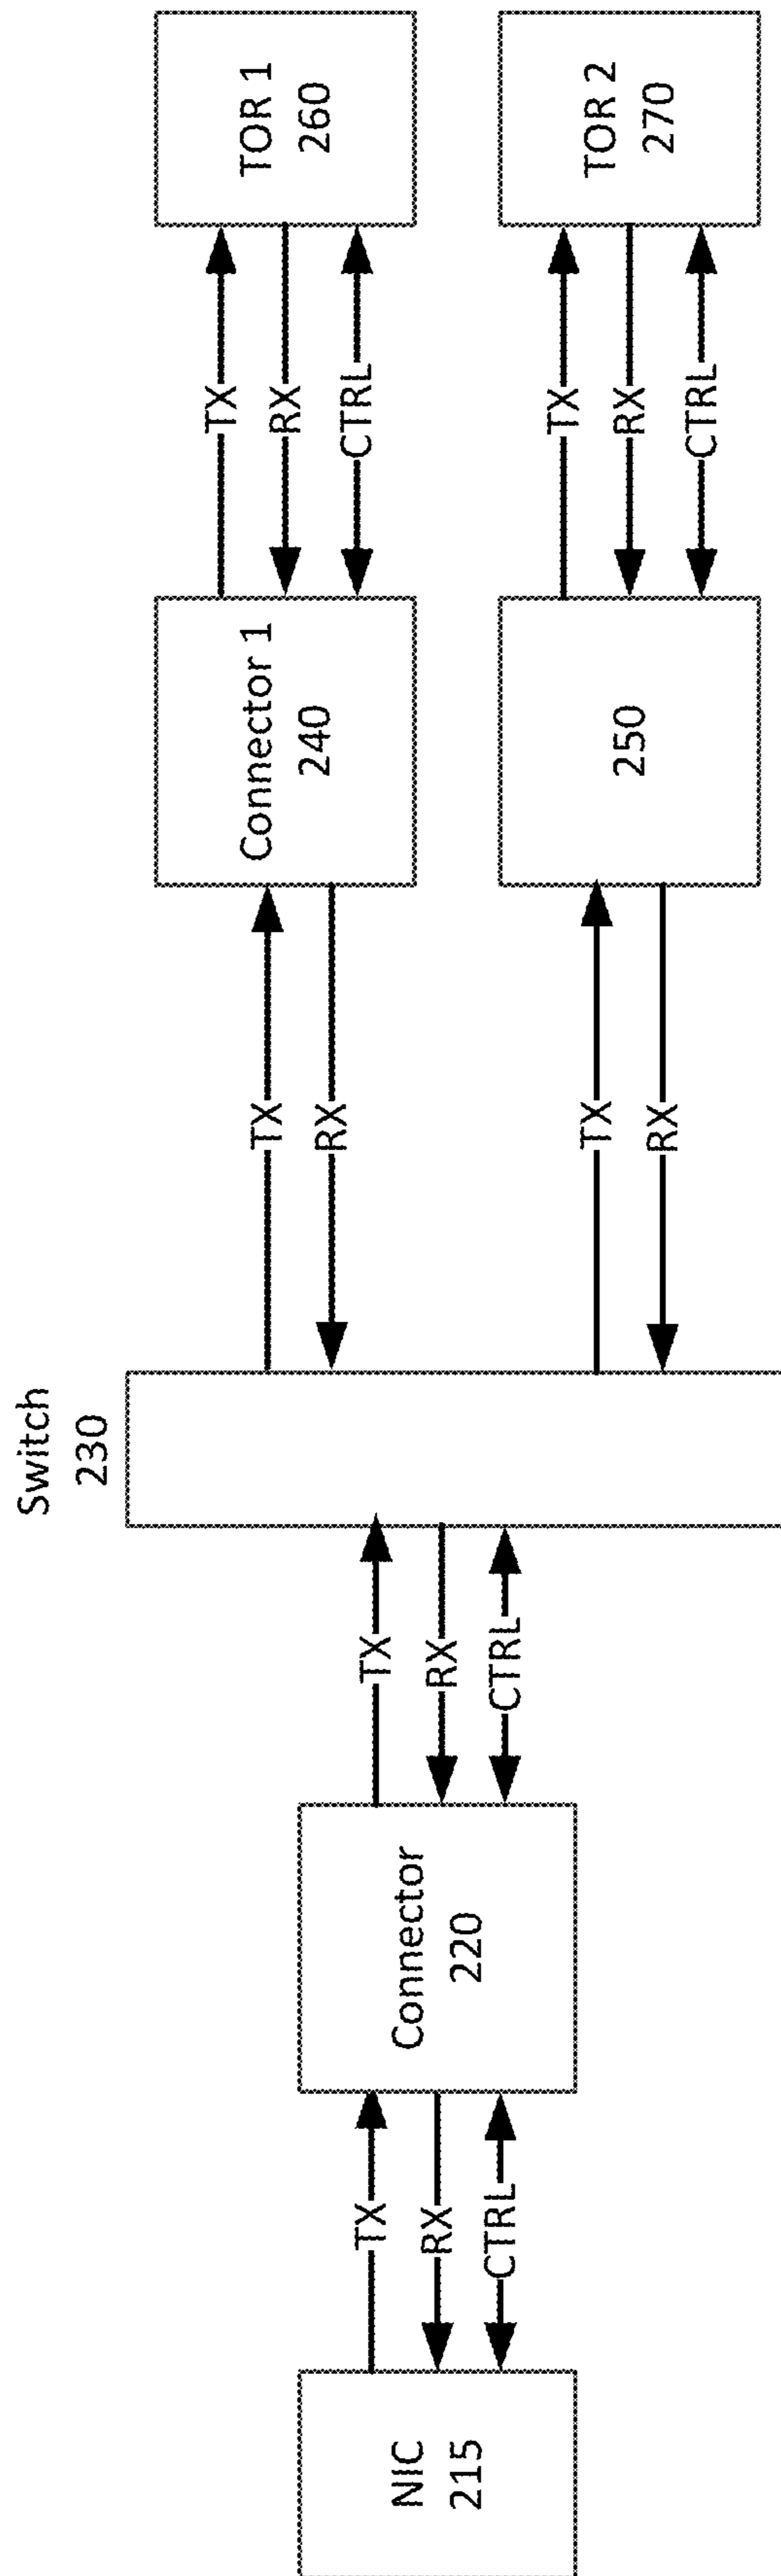 Switch
230
NIC
215
TX
RX
CTRL
Connector
220
TX
RX
CTRL
TX
RX
Connector 1
240
TX
RX
CTRL
TOR 1
260
TX
RX
250
TX
RX
CTRL
TOR 2
270